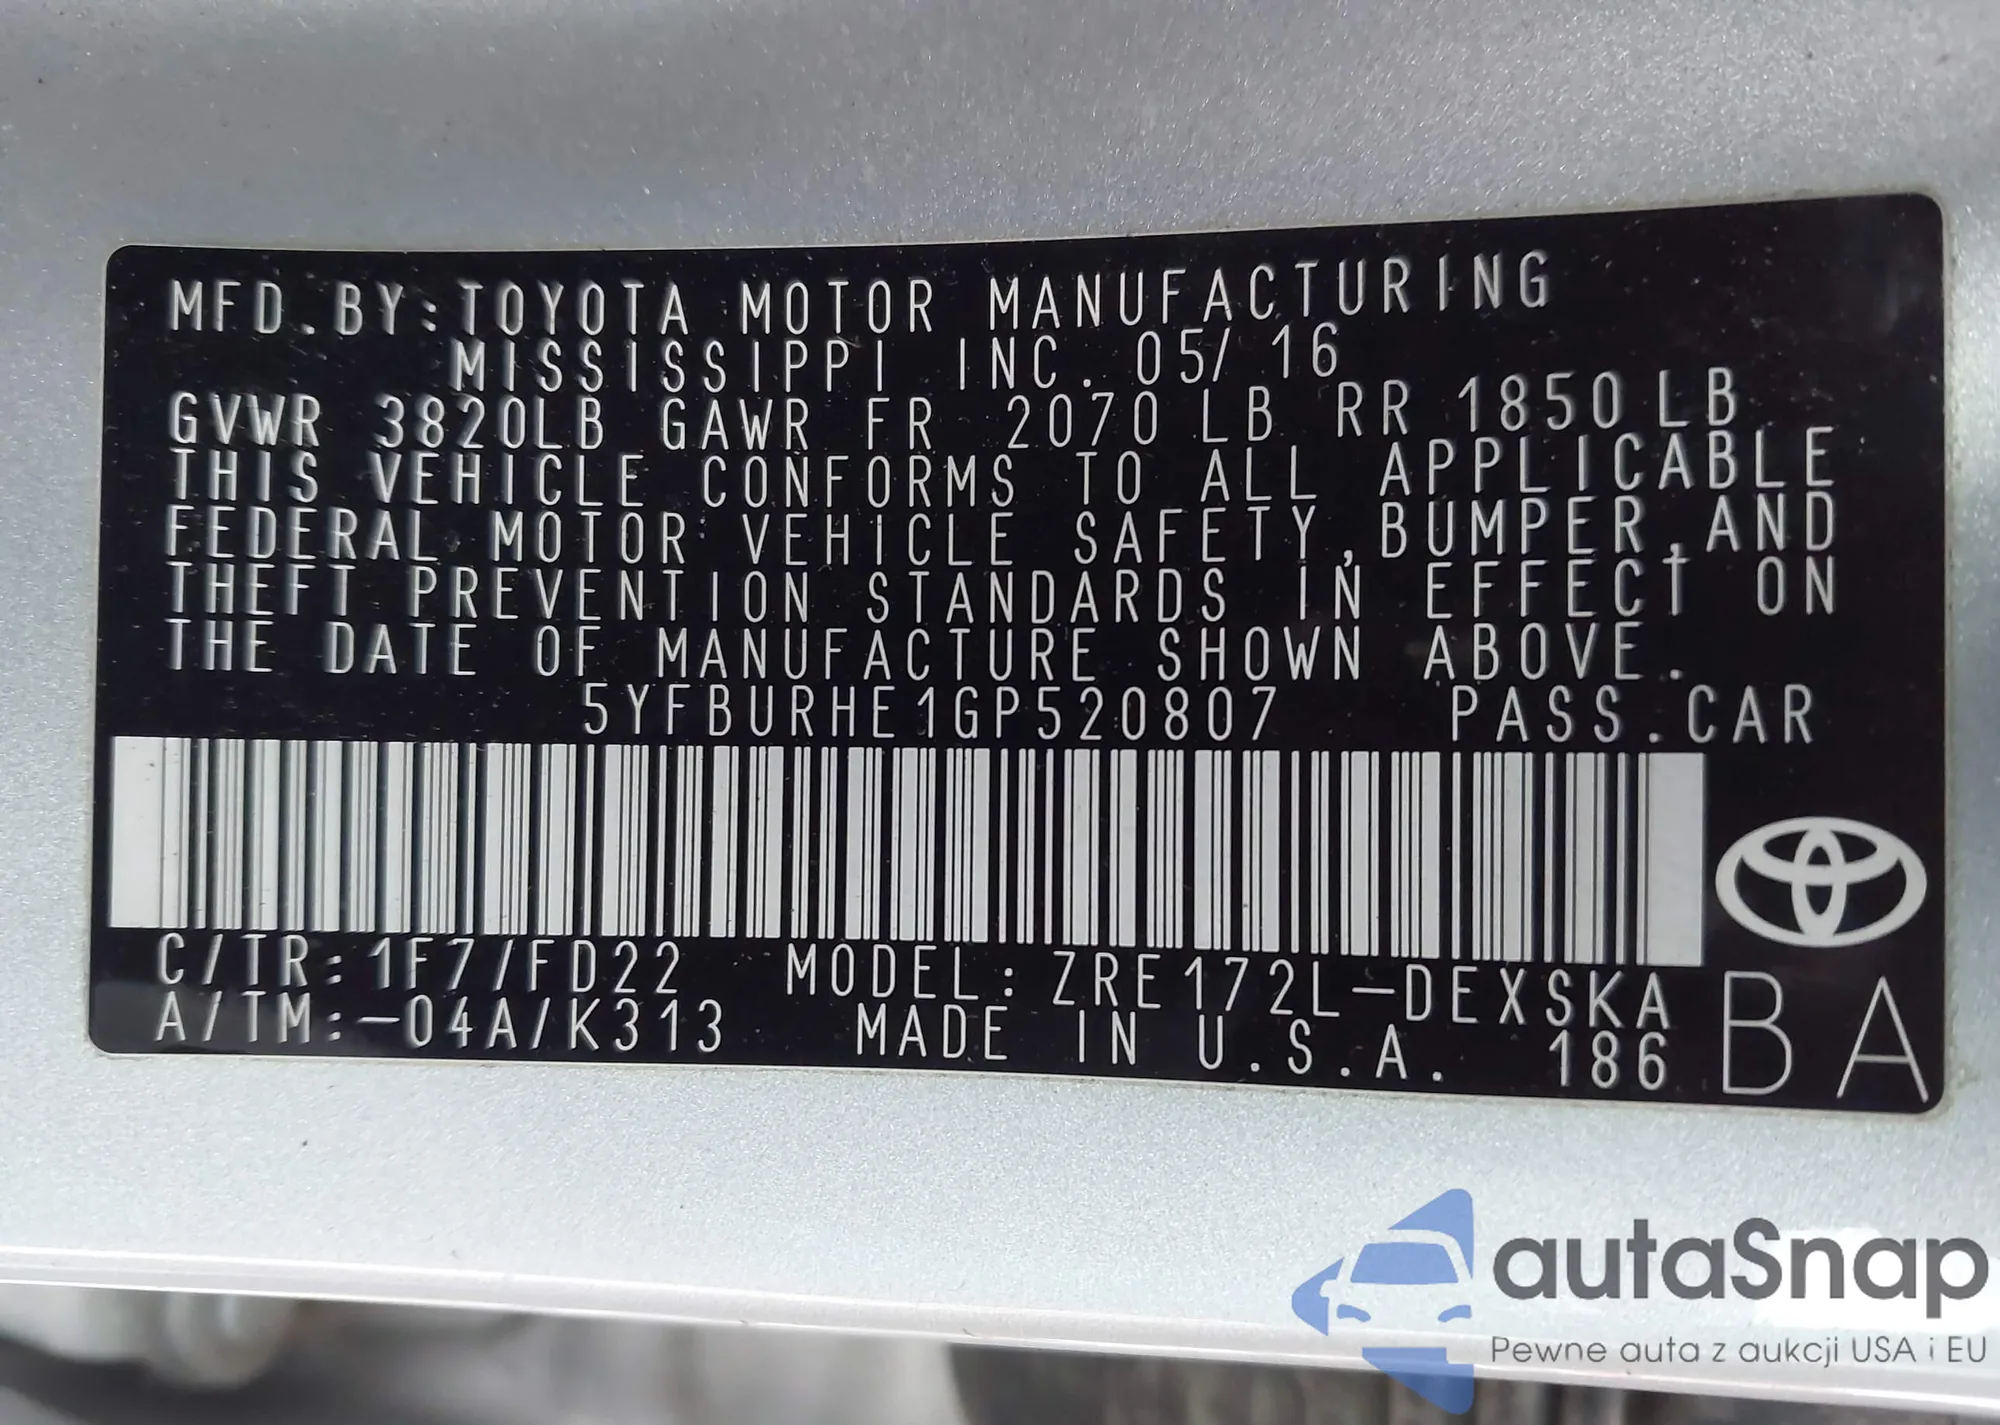 MFD.BY:TOYOTA MOTOR MANUFACTURING
MISSISSIPPI INC. 05/16
GVWR 3820LB GAWR FR 2070 LB RR 1850 LB
THIS VEHICLE CONFORMS TO ALL APPLICABLE
FEDERAL MOTOR VEHICLE SAFETY,BUMPER,AND
THEFT PREVENTION STANDARDS IN EFFECT ON
THE DATE OF MANUFACTURE SHOWN ABOVE.
5YFBURHE1GP520807 PASS.CAR
C/TR:1F7/FD22 MODEL:ZRE172L-DEXSKA
A/TM:-04A/K313 MADE IN U.S.A. 186
BA
autaSnap
Pewne auta z aukcji USA i EU